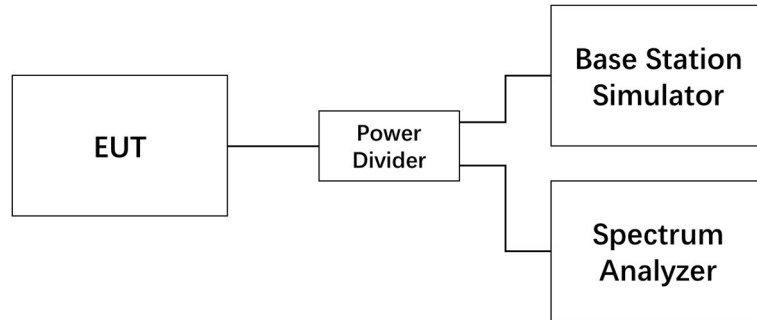 EUT
Power
Divider
Base Station
Simulator
Spectrum
Analyzer